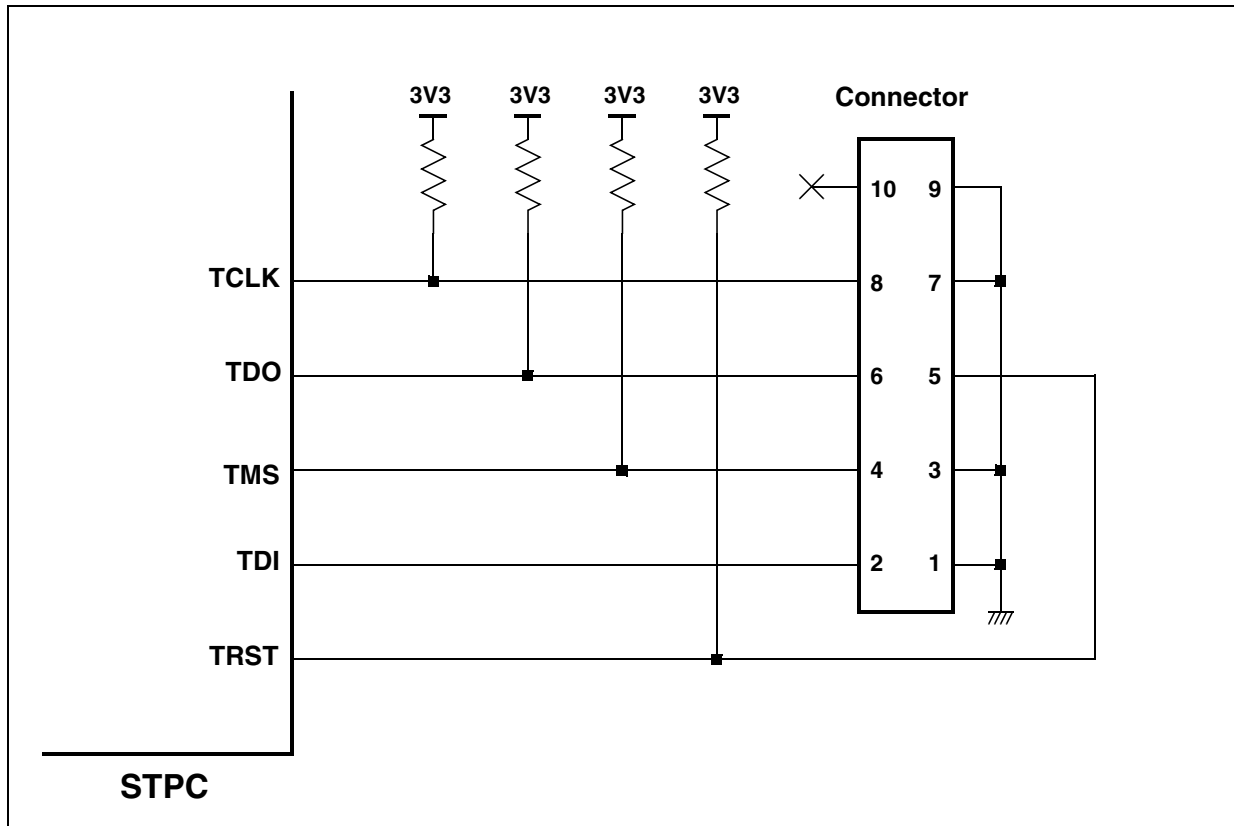 3V3 3V3 3V3 3V3 Connector
10 9
TCLK 8 7
TDO 6 5
TMS 4 3
TDI 2 1
TRST
STPC